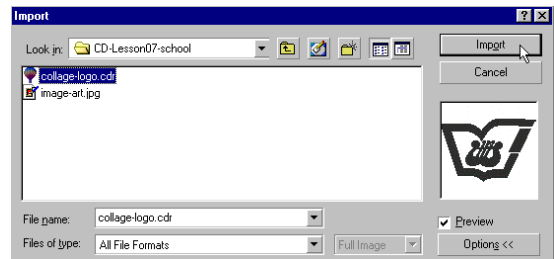 Import
Look in: CD-Lesson07-school
Import
Cancel
collage-logo.cdr
image-art.jpg
File name: collage-logo.cdr
Preview
Files of type: All File Formats
Full Image
Options <<